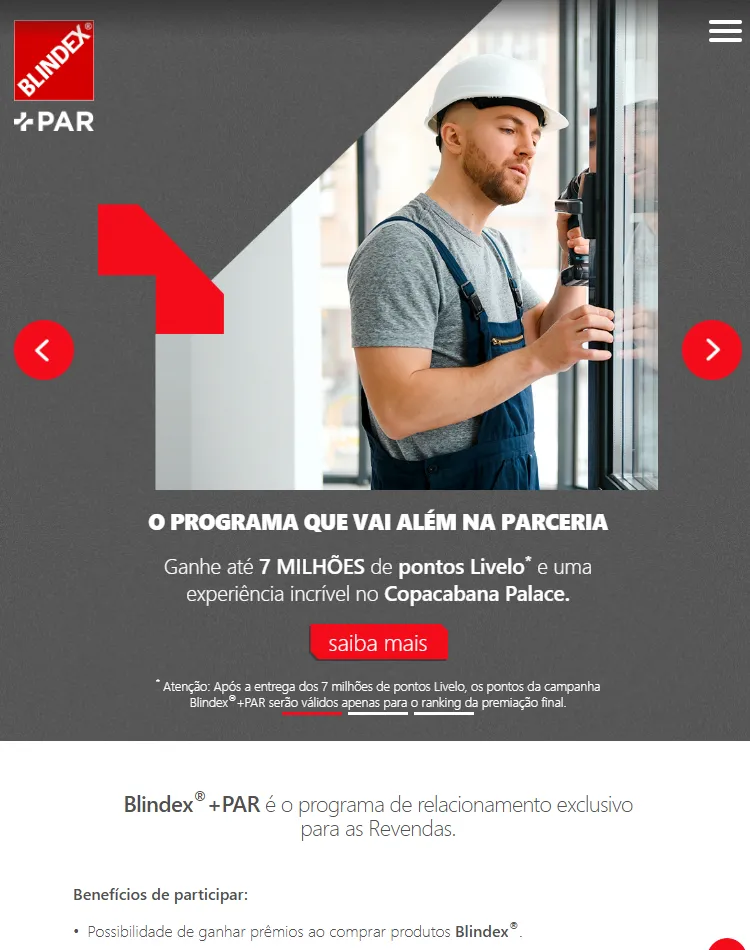 BLINDEX®
+PAR
O PROGRAMA QUE VAI ALÉM NA PARCERIA
Ganhe até 7 MILHÕES de pontos Livelo* e uma
experiência incrível no Copacabana Palace.
saiba mais
* Atenção: Após a entrega dos 7 milhões de pontos Livelo, os pontos da campanha
Blindex®+PAR serão válidos apenas para o ranking da premiação final.
Blindex® +PAR é o programa de relacionamento exclusivo
para as Revendas.
Benefícios de participar:
• Possibilidade de ganhar prêmios ao comprar produtos Blindex®.